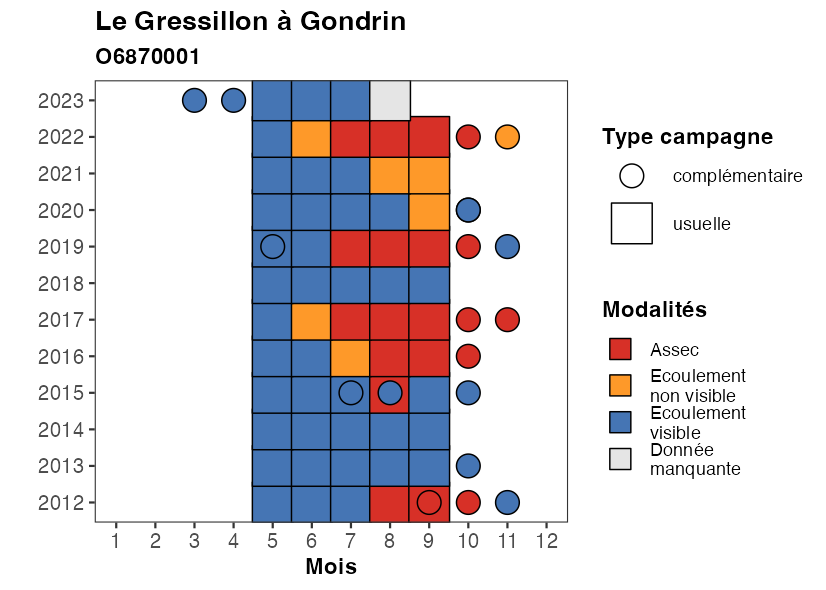 Le Gressillon à Gondrin
O6870001
2023
2022
2021
2020
2019
2018
2017
2016
2015
2014
2013
2012
1 2 3 4 5 6 7 8 9 10 11 12
Mois
Type campagne
complémentaire
usuelle
Modalités
Assec
Ecoulement
non visible
Ecoulement
visible
Donnée
manquante